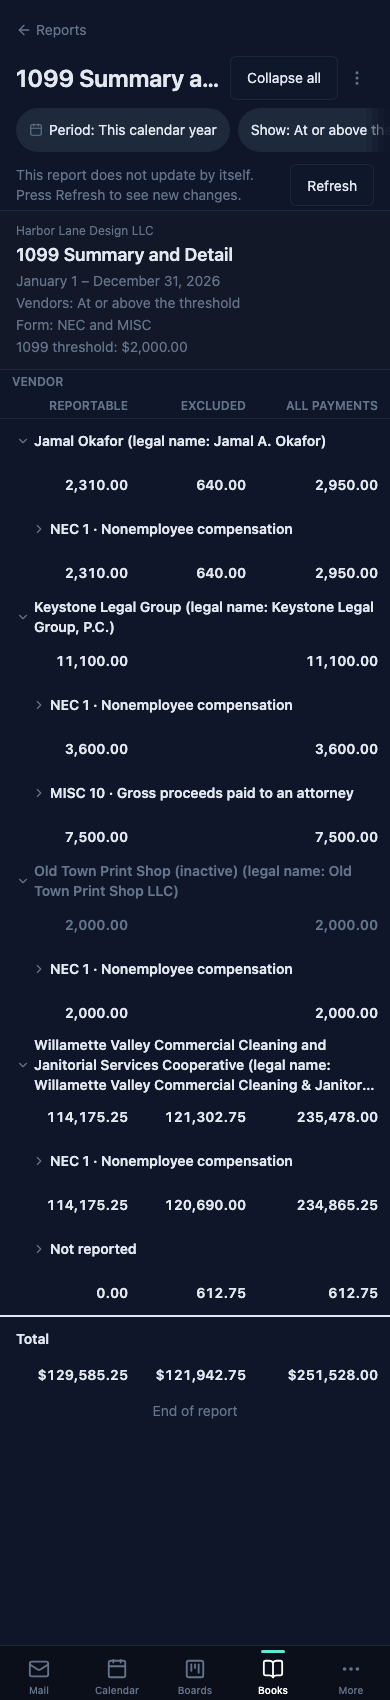 Reports
1099 Summary a...
Collapse all
Period: This calendar year
Show: At or above th
This report does not update by itself.
Press Refresh to see new changes.
Refresh
Harbor Lane Design LLC
1099 Summary and Detail
January 1 – December 31, 2026
Vendors: At or above the threshold
Form: NEC and MISC
1099 threshold: $2,000.00
VENDOR
REPORTABLE EXCLUDED ALL PAYMENTS
Jamal Okafor (legal name: Jamal A. Okafor)
2,310.00 640.00 2,950.00
NEC 1 · Nonemployee compensation
2,310.00 640.00 2,950.00
Keystone Legal Group (legal name: Keystone Legal
Group, P.C.)
11,100.00 11,100.00
NEC 1 · Nonemployee compensation
3,600.00 3,600.00
MISC 10 · Gross proceeds paid to an attorney
7,500.00 7,500.00
Old Town Print Shop (inactive) (legal name: Old
Town Print Shop LLC)
2,000.00 2,000.00
NEC 1 · Nonemployee compensation
2,000.00 2,000.00
Willamette Valley Commercial Cleaning and
Janitorial Services Cooperative (legal name:
Willamette Valley Commercial Cleaning & Janitor...
114,175.25 121,302.75 235,478.00
NEC 1 · Nonemployee compensation
114,175.25 120,690.00 234,865.25
Not reported
0.00 612.75 612.75
Total
$129,585.25 $121,942.75 $251,528.00
End of report
Mail Calendar Boards Books More